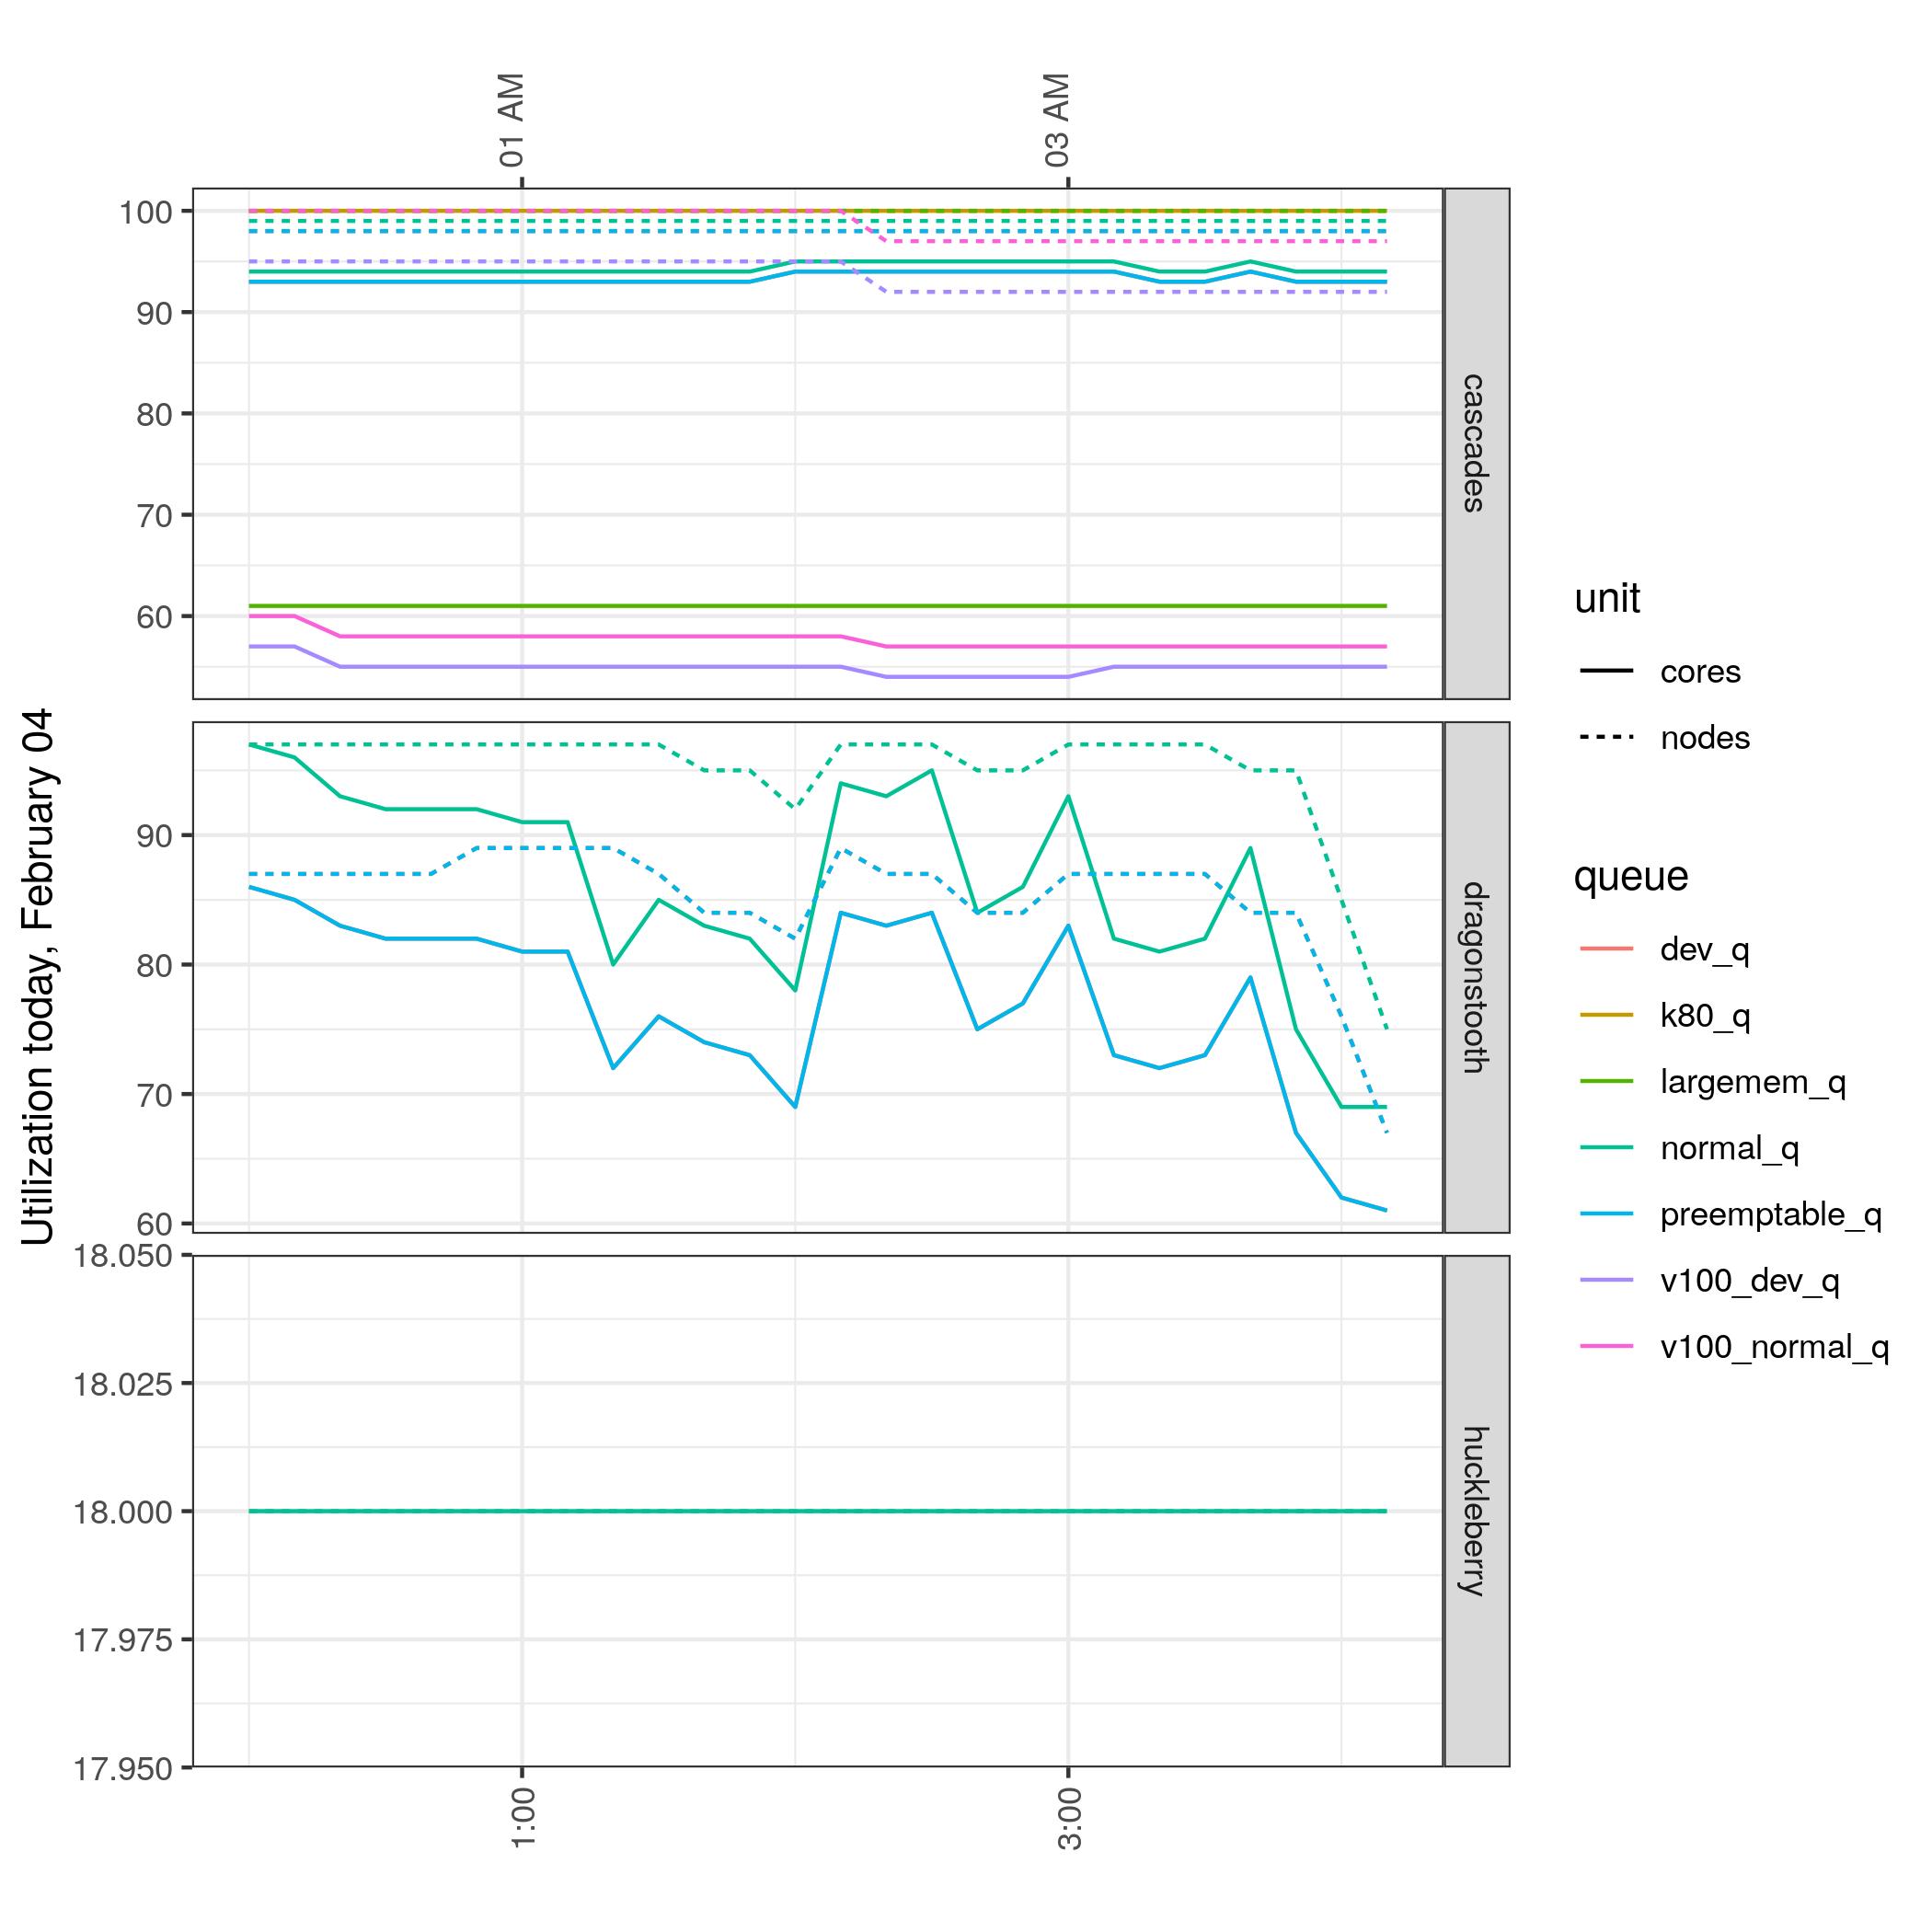 01 AM
03 AM
100
90
80
70
60
cascades
90
80
70
60
dragonstooth
18.050
18.025
18.000
17.975
17.950
huckleberry
1:00
3:00
Utilization today, February 04
unit
cores
nodes
queue
dev_q
k80_q
largemem_q
normal_q
preemptable_q
v100_dev_q
v100_normal_q